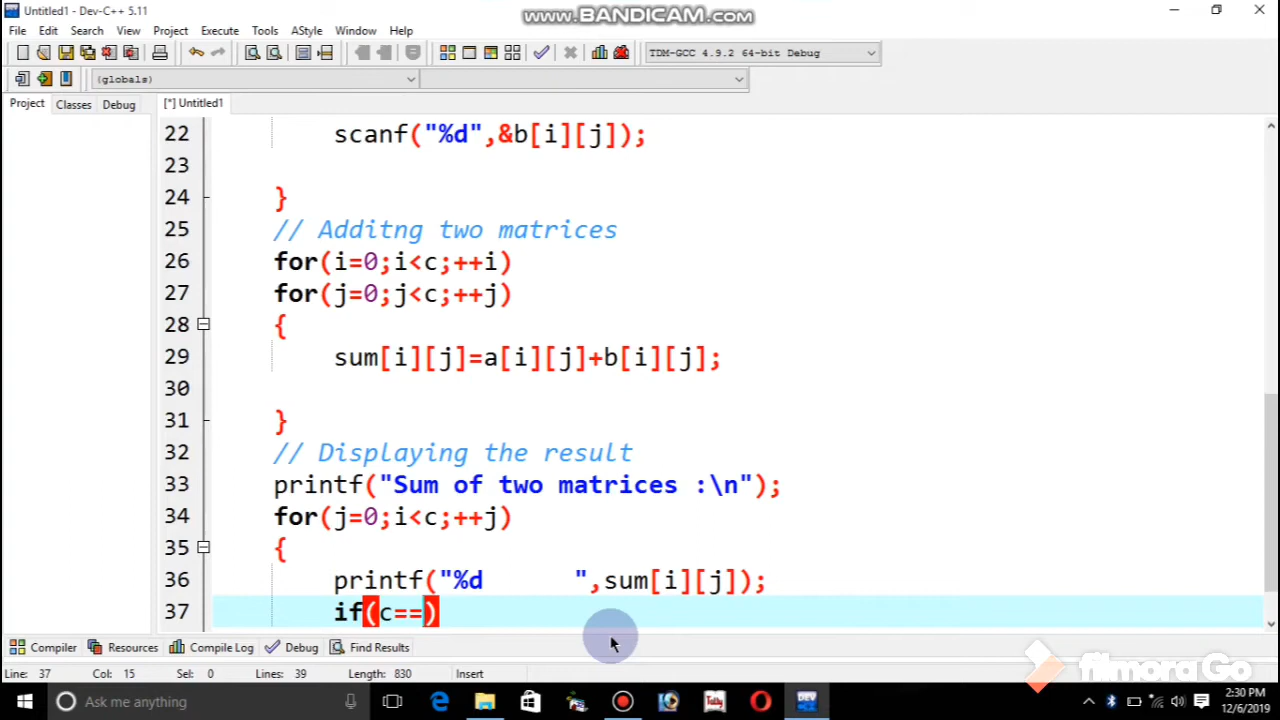 Untitled1 - Dev-C++ 5.11
www.BANDICAM.com
File Edit Search View Project Execute Tools AStyle Window Help
TDM-GCC 4.9.2 64-bit Debug
(globals)
Project Classes Debug [*] Untitled1
22 scanf("%d",&b[i][j]);
23
24 }
25 // Additng two matrices
26 for(i=0;i<c;++i)
27 for(j=0;j<c;++j)
28 {
29 sum[i][j]=a[i][j]+b[i][j];
30
31 }
32 // Displaying the result
33 printf("Sum of two matrices :\n");
34 for(j=0;i<c;++j)
35 {
36 printf("%d      ",sum[i][j]);
37 if(c==)
Compiler Resources Compile Log Debug Find Results
filmora Go
Line: 37 Col: 15 Sel: 0 Lines: 39 Length: 830 Insert
Ask me anything
2:30 PM
12/6/2019